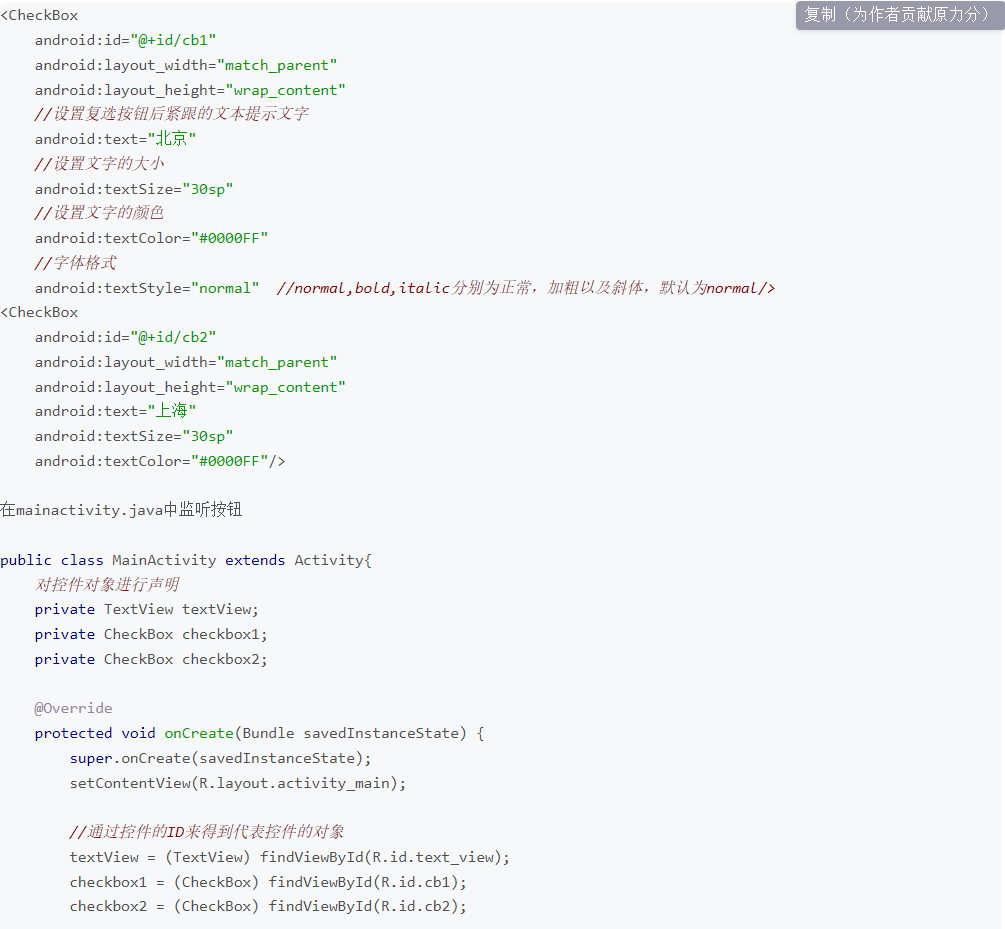 复制（为作者贡献原力分）
<CheckBox
    android:id="@+id/cb1"
    android:layout_width="match_parent"
    android:layout_height="wrap_content"
    //设置复选按钮后紧跟的文本提示文字
    android:text="北京"
    //设置文字的大小
    android:textSize="30sp"
    //设置文字的颜色
    android:textColor="#0000FF"
    //字体格式
    android:textStyle="normal"  //normal,bold,italic分别为正常，加粗以及斜体，默认为normal/>
<CheckBox
    android:id="@+id/cb2"
    android:layout_width="match_parent"
    android:layout_height="wrap_content"
    android:text="上海"
    android:textSize="30sp"
    android:textColor="#0000FF"/>

在mainactivity.java中监听按钮

public class MainActivity extends Activity{
    对控件对象进行声明
    private TextView textView;
    private CheckBox checkbox1;
    private CheckBox checkbox2;

    @Override
    protected void onCreate(Bundle savedInstanceState) {
        super.onCreate(savedInstanceState);
        setContentView(R.layout.activity_main);

        //通过控件的ID来得到代表控件的对象
        textView = (TextView) findViewById(R.id.text_view);
        checkbox1 = (CheckBox) findViewById(R.id.cb1);
        checkbox2 = (CheckBox) findViewById(R.id.cb2);